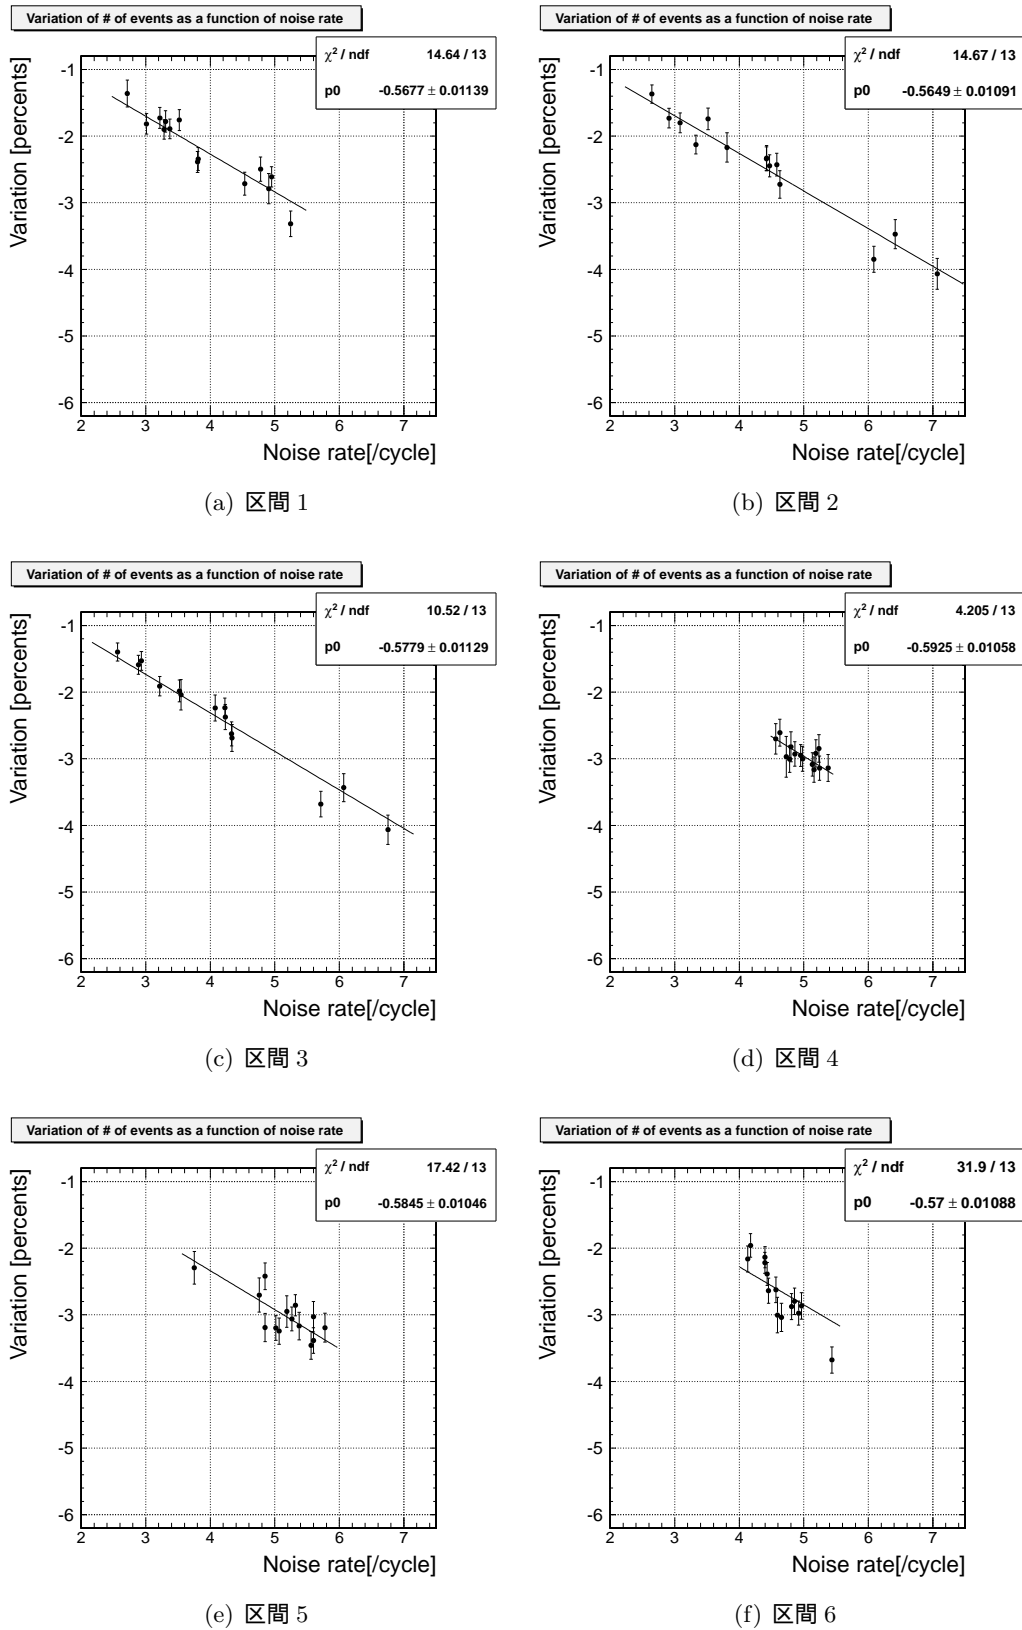 Variation of # of events as a function of noise rate
χ² / ndf 14.64 / 13
p0 -0.5677 ± 0.01139
Variation [percents]
-1
-2
-3
-4
-5
-6
2 3 4 5 6 7
Noise rate[/cycle]
(a) 区間 1
Variation of # of events as a function of noise rate
χ² / ndf 14.67 / 13
p0 -0.5649 ± 0.01091
Variation [percents]
-1
-2
-3
-4
-5
-6
2 3 4 5 6 7
Noise rate[/cycle]
(b) 区間 2
Variation of # of events as a function of noise rate
χ² / ndf 10.52 / 13
p0 -0.5779 ± 0.01129
Variation [percents]
-1
-2
-3
-4
-5
-6
2 3 4 5 6 7
Noise rate[/cycle]
(c) 区間 3
Variation of # of events as a function of noise rate
χ² / ndf 4.205 / 13
p0 -0.5925 ± 0.01058
Variation [percents]
-1
-2
-3
-4
-5
-6
2 3 4 5 6 7
Noise rate[/cycle]
(d) 区間 4
Variation of # of events as a function of noise rate
χ² / ndf 17.42 / 13
p0 -0.5845 ± 0.01046
Variation [percents]
-1
-2
-3
-4
-5
-6
2 3 4 5 6 7
Noise rate[/cycle]
(e) 区間 5
Variation of # of events as a function of noise rate
χ² / ndf 31.9 / 13
p0 -0.57 ± 0.01088
Variation [percents]
-1
-2
-3
-4
-5
-6
2 3 4 5 6 7
Noise rate[/cycle]
(f) 区間 6